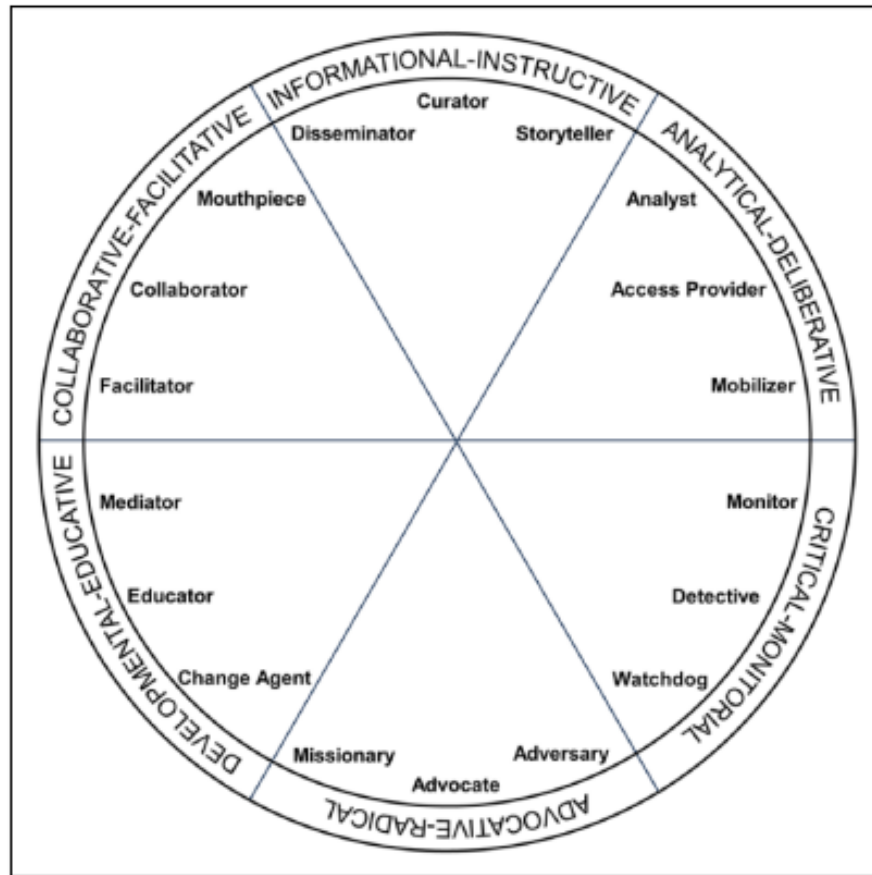 INFORMATIONAL-INSTRUCTIVE
Curator
Disseminator
Storyteller
ANALYTICAL-DELIBERATIVE
Analyst
Access Provider
Mobilizer
CRITICAL-MONITORIAL
Monitor
Detective
Watchdog
ADVOCATIVE-RADICAL
Adversary
Advocate
Missionary
DEVELOPMENTAL-EDUCATIVE
Change Agent
Educator
Mediator
COLLABORATIVE-FACILITATIVE
Facilitator
Collaborator
Mouthpiece